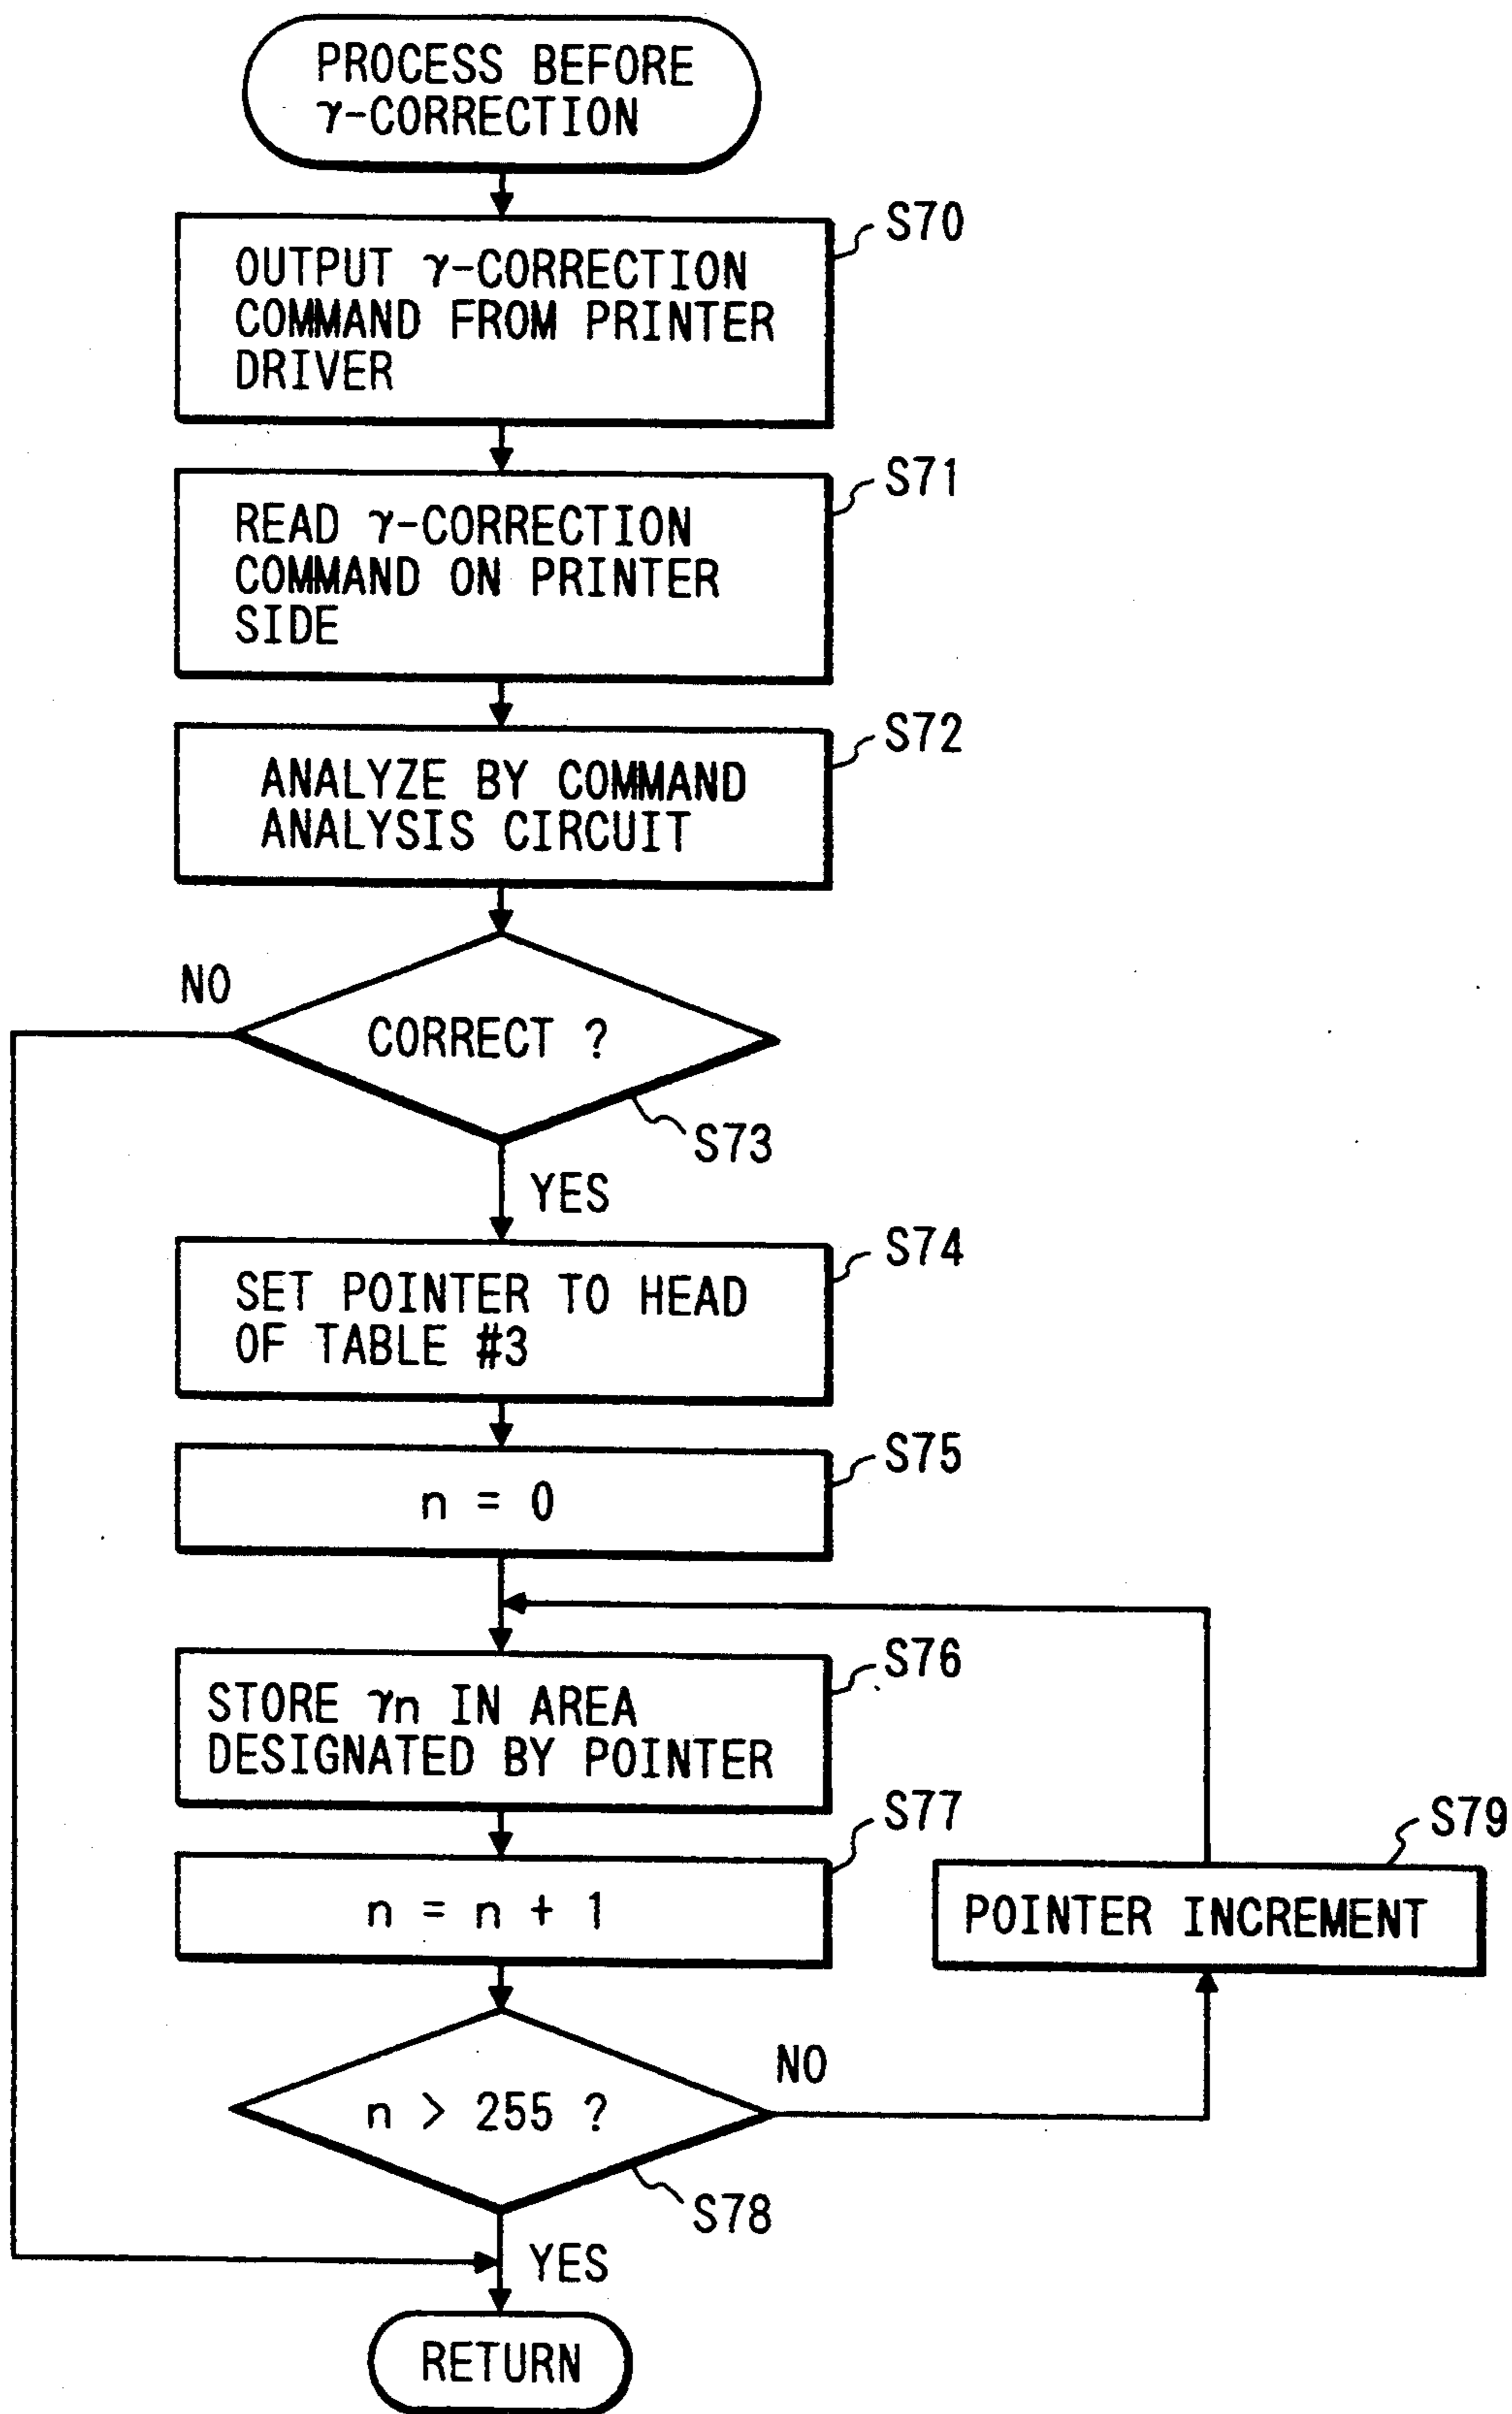 PROCESS BEFORE
γ-CORRECTION
S70
OUTPUT γ-CORRECTION
COMMAND FROM PRINTER
DRIVER
S71
READ γ-CORRECTION
COMMAND ON PRINTER
SIDE
S72
ANALYZE BY COMMAND
ANALYSIS CIRCUIT
NO
CORRECT ?
S73
YES
S74
SET POINTER TO HEAD
OF TABLE #3
S75
n = 0
S76
STORE γn IN AREA
DESIGNATED BY POINTER
S77
n = n + 1
S79
POINTER INCREMENT
NO
n > 255 ?
S78
YES
RETURN